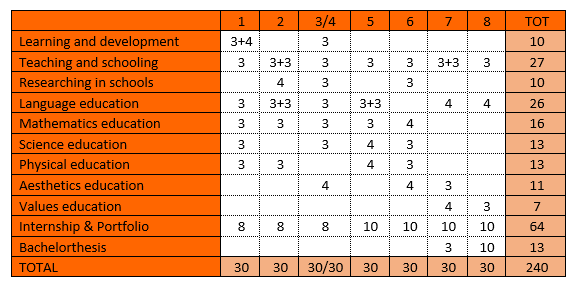 1 2 3/4 5 6 7 8 TOT
Learning and development 3+4 3 10
Teaching and schooling 3 3+3 3 3 3 3+3 3 27
Researching in schools 4 3 3 10
Language education 3 3+3 3 3+3 4 4 26
Mathematics education 3 3 3 3 4 16
Science education 3 3 4 3 13
Physical education 3 3 4 3 13
Aesthetics education 4 4 3 11
Values education 4 3 7
Internship & Portfolio 8 8 8 10 10 10 10 64
Bachelorthesis 3 10 13
TOTAL 30 30 30/30 30 30 30 30 240